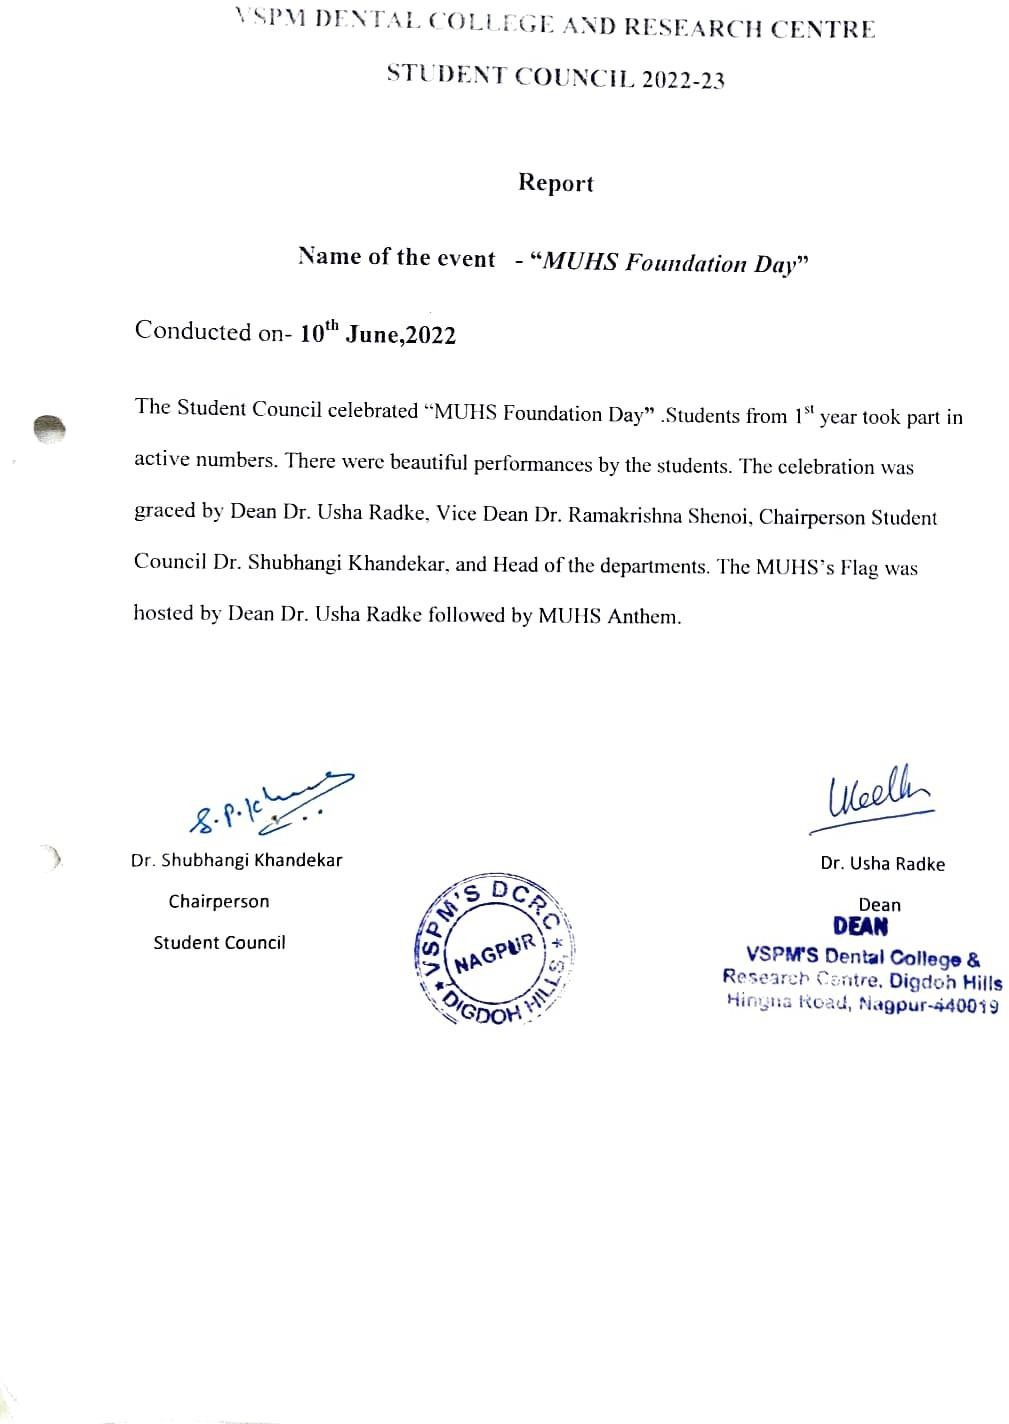 VSPM DENTAL COLLEGE AND RESEARCH CENTRE
STUDENT COUNCIL 2022-23
Report
Name of the event - “MUHS Foundation Day”
Conducted on- 10th June,2022
The Student Council celebrated “MUHS Foundation Day” .Students from 1st year took part in
active numbers. There were beautiful performances by the students. The celebration was
graced by Dean Dr. Usha Radke, Vice Dean Dr. Ramakrishna Shenoi, Chairperson Student
Council Dr. Shubhangi Khandekar, and Head of the departments. The MUHS’s Flag was
hosted by Dean Dr. Usha Radke followed by MUHS Anthem.
S.P.K
Dr. Shubhangi Khandekar
Chairperson
Student Council
VSPM'S DCRC
NAGPUR
DIGDOH HILLS,
Dr. Usha Radke
Dean
DEAN
VSPM'S Dental College &
Research Centre, Digdoh Hills
Hingna Road, Nagpur-440019